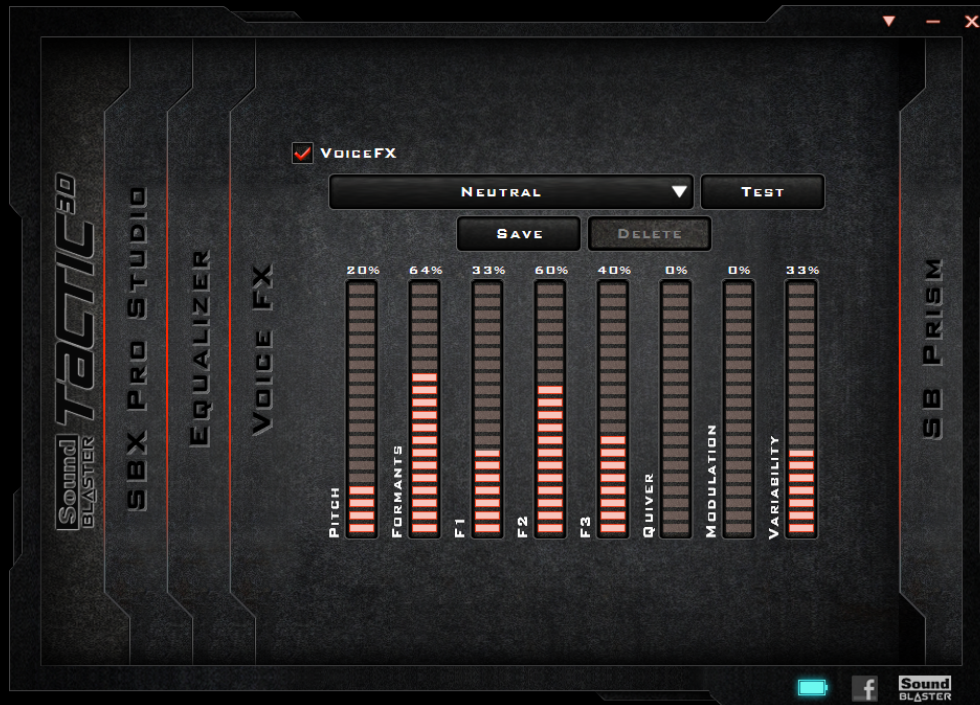 Sound
BLASTER
TACTIC3D
SBX PRO STUDIO
EQUALIZER
VOICE FX
VOICEFX
NEUTRAL
TEST
SAVE
DELETE
20% 64% 33% 60% 40% 0% 0% 33%
PITCH
FORMANTS
F1
F2
F3
QUIVER
MODULATION
VARIABILITY
SB PRISM
f
Sound
BLASTER